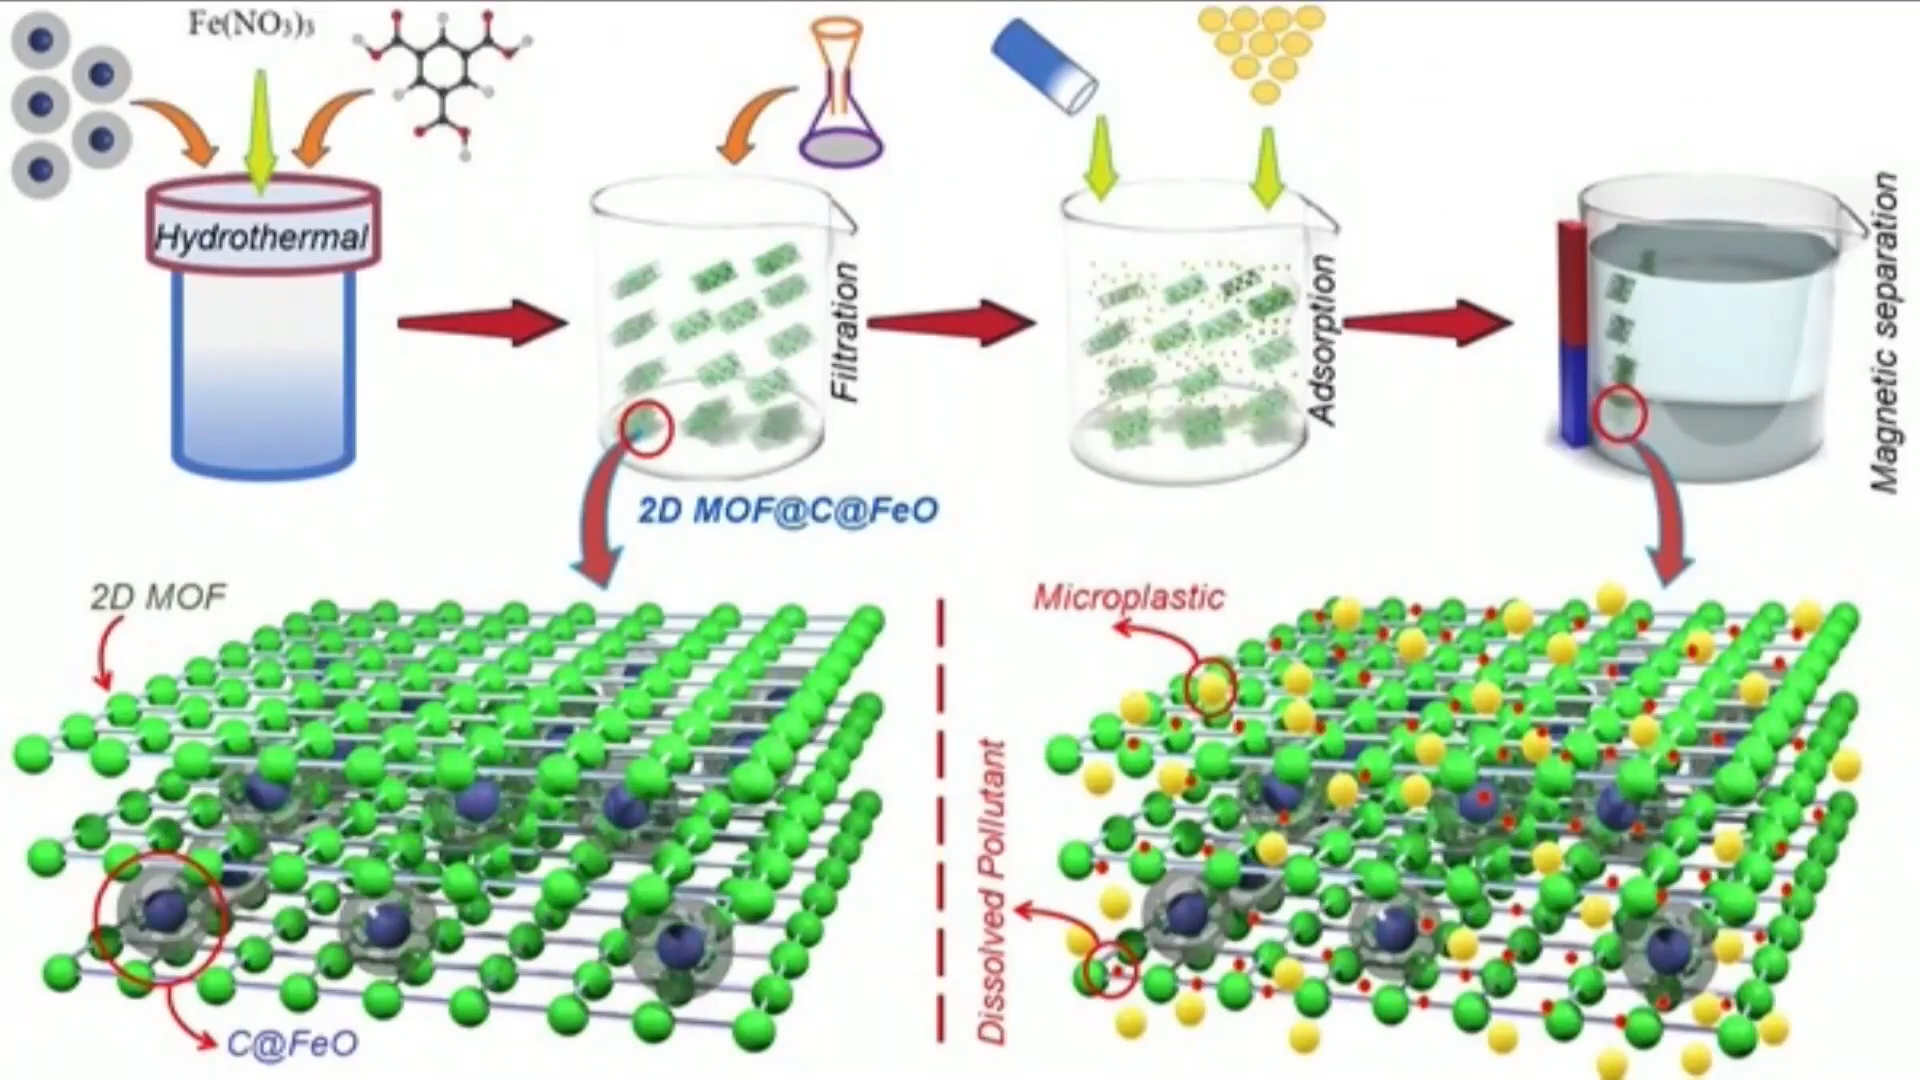 Fe(NO₃)₃
Hydrothermal
Filtration
Adsorption
Magnetic separation
2D MOF@C@FeO
2D MOF
C@FeO
Microplastic
Dissolved Pollutant